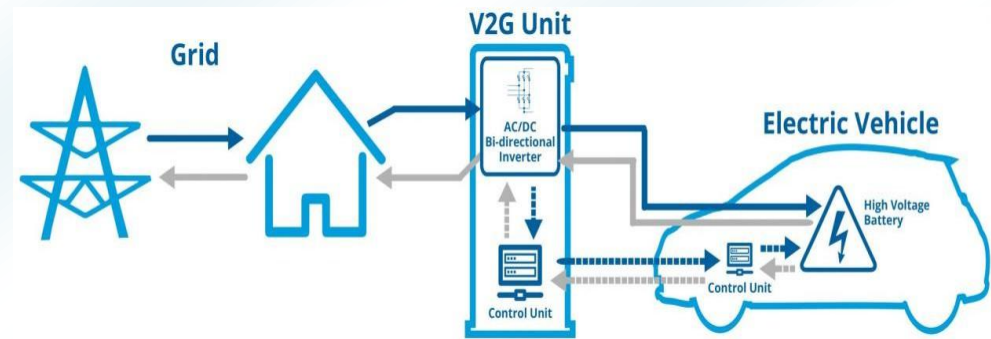 Grid
V2G Unit
AC/DC
Bi-directional
Inverter
Control Unit
Electric Vehicle
High Voltage
Battery
Control Unit